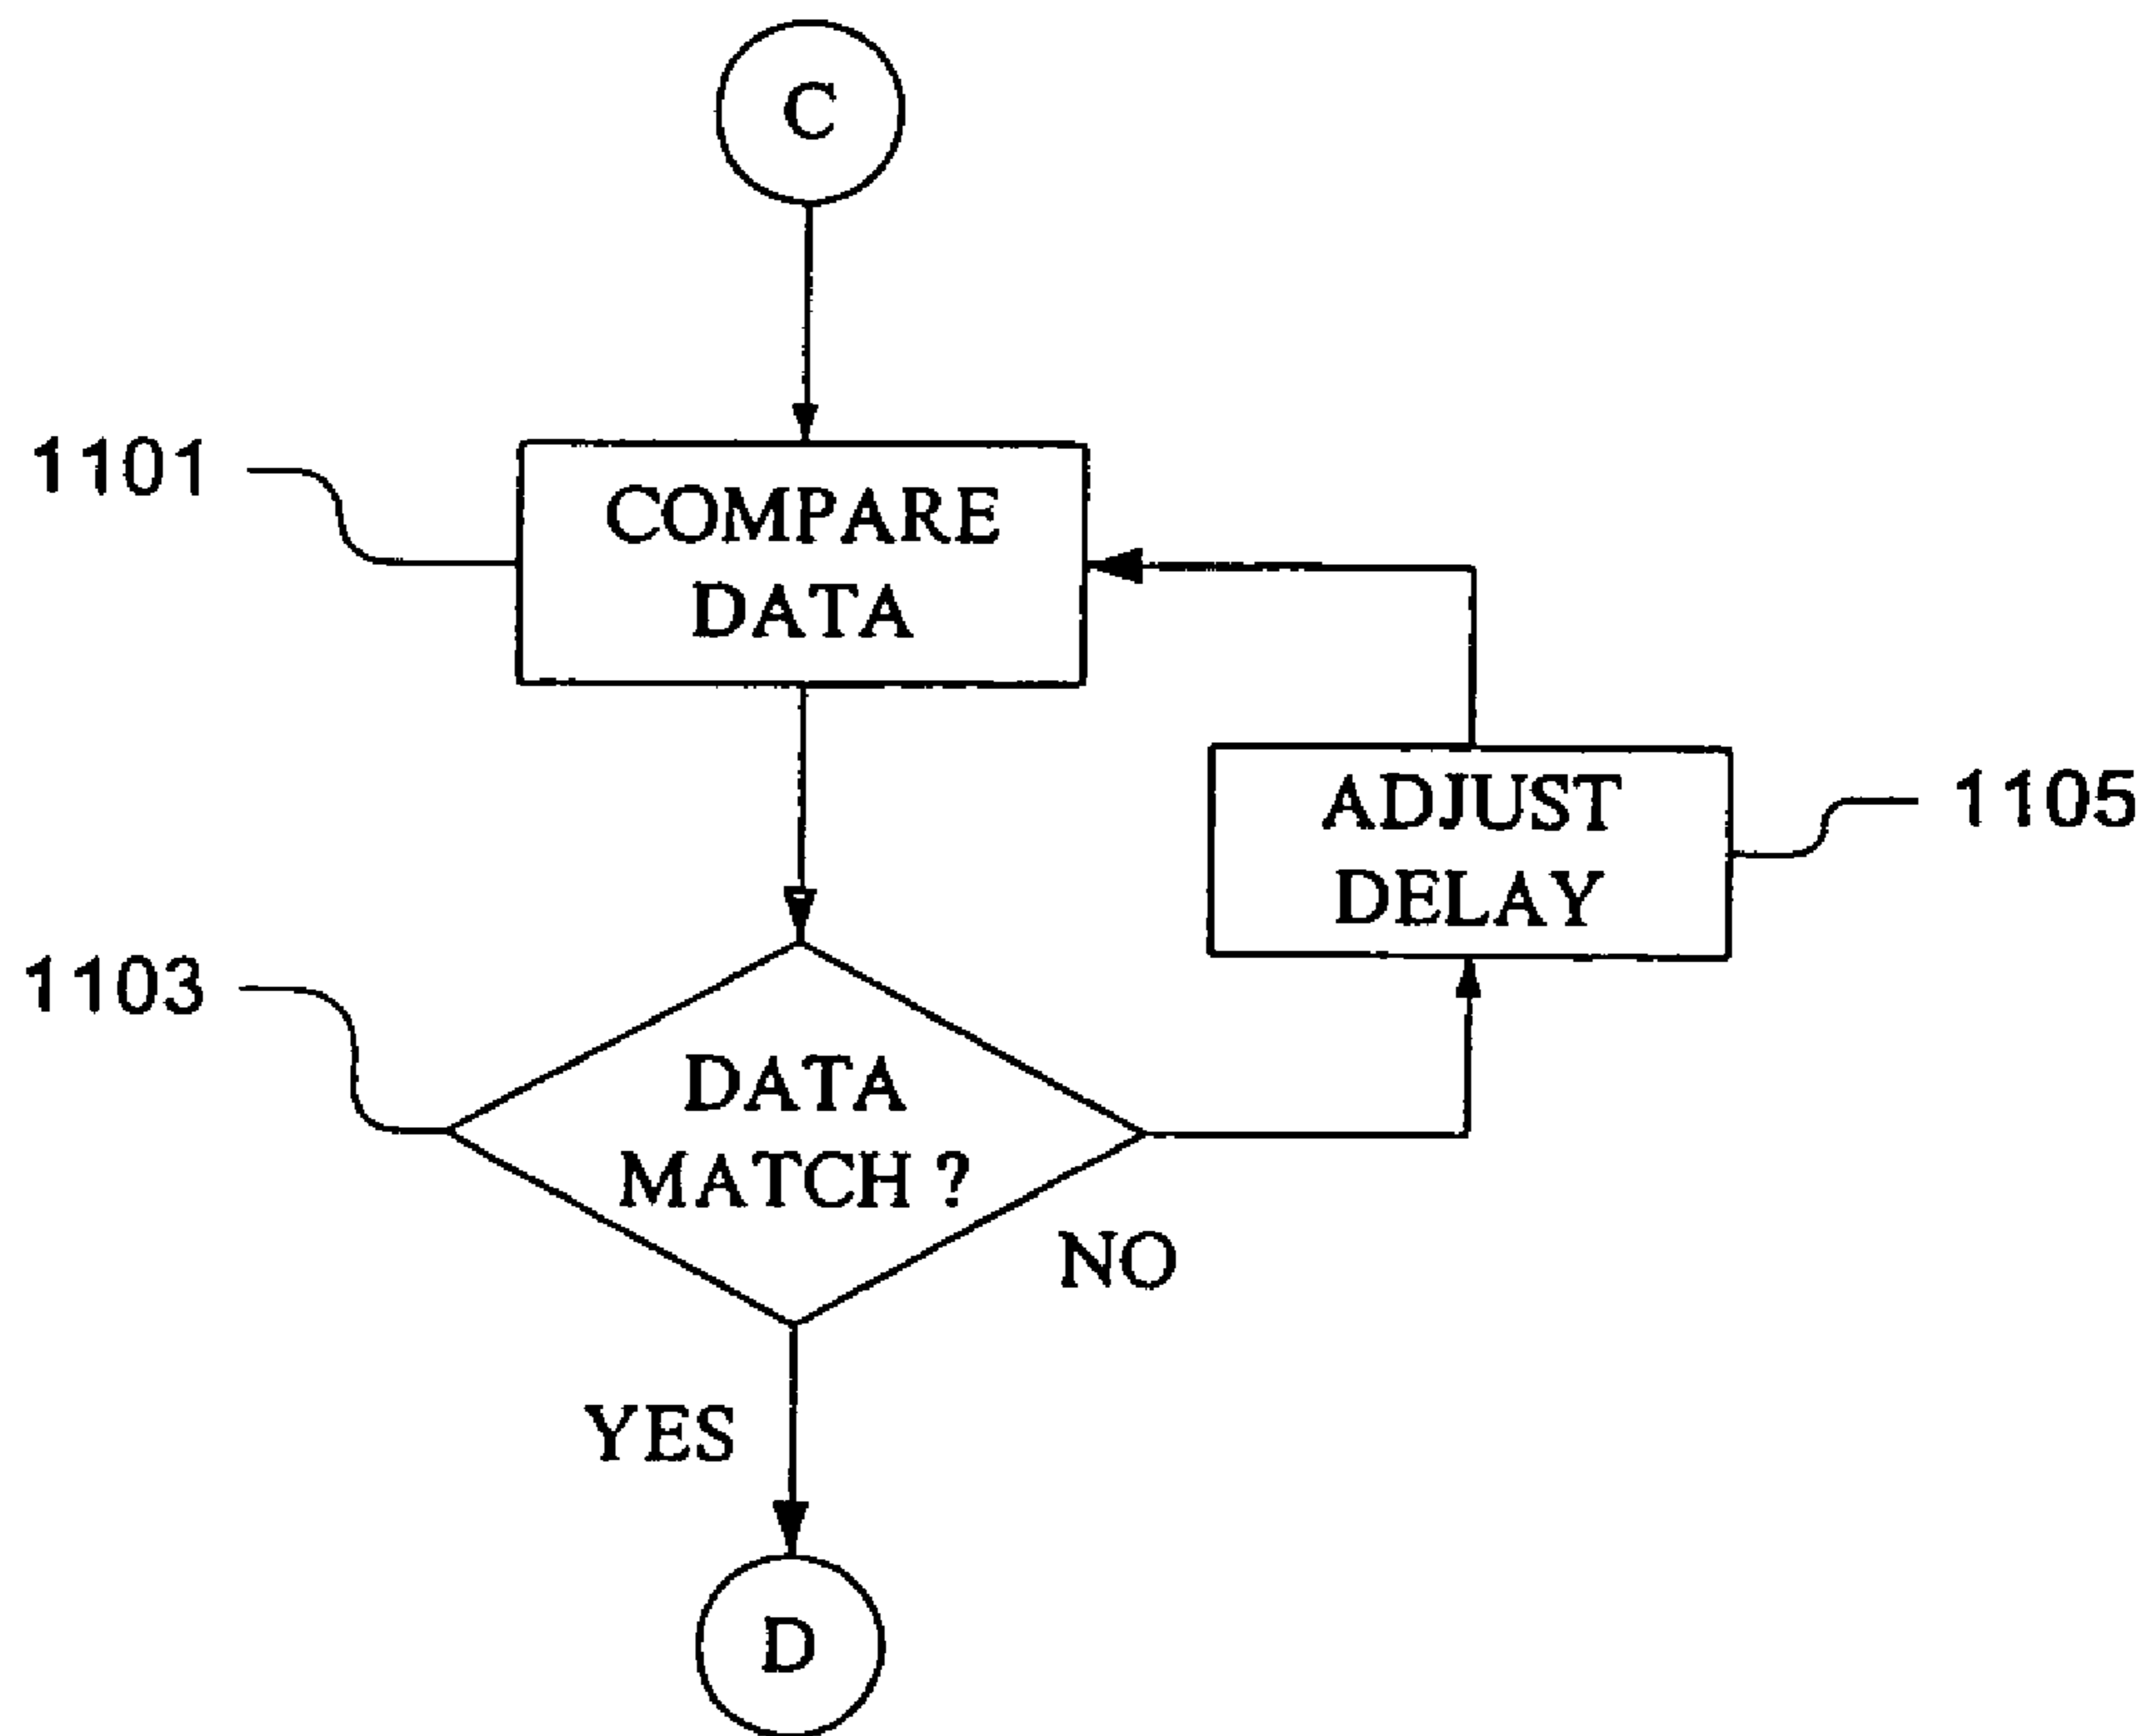 C
1101
COMPARE
DATA
ADJUST
DELAY
1105
1103
DATA
MATCH ?
NO
YES
D